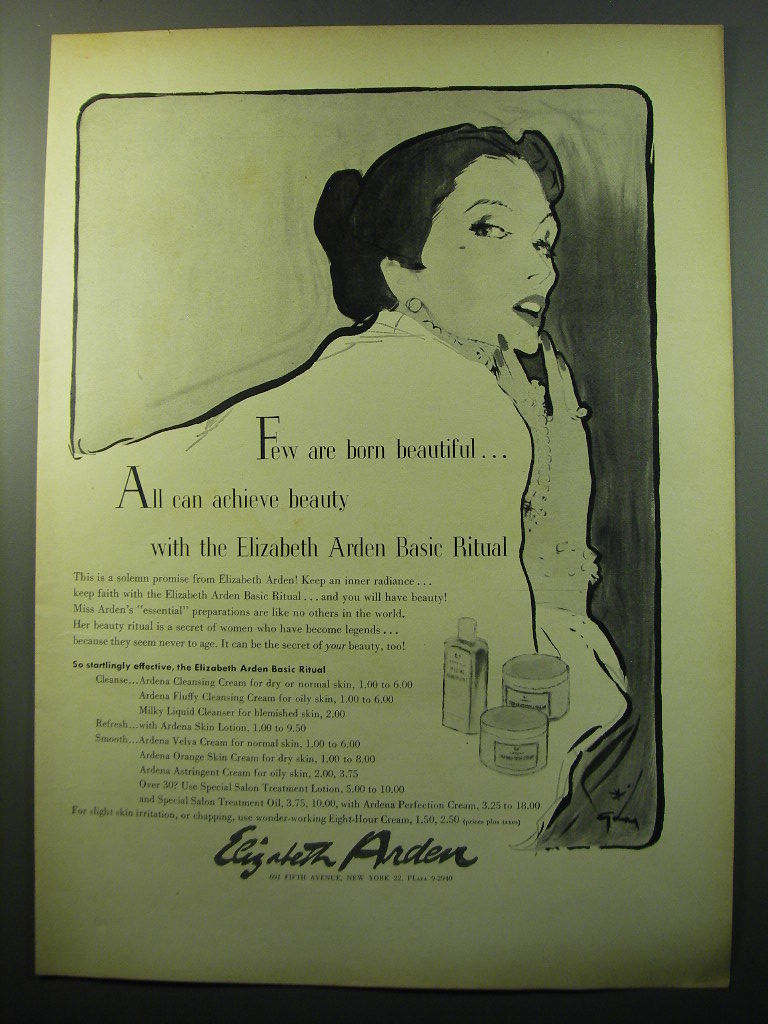 Few are born beautiful...
All can achieve beauty
with the Elizabeth Arden Basic Ritual
This is a solemn promise from Elizabeth Arden! Keep an inner radiance...
keep faith with the Elizabeth Arden Basic Ritual...and you will have beauty!
Miss Arden's "essential" preparations are like no others in the world.
Her beauty ritual is a secret of women who have become legends...
because they seem never to age. It can be the secret of your beauty, too!
So startlingly effective, the Elizabeth Arden Basic Ritual
Cleanse...Ardena Cleansing Cream for dry or normal skin, 1.00 to 6.00
Ardena Fluffy Cleansing Cream for oily skin, 1.00 to 6.00
Milky Liquid Cleanser for blemished skin, 2.00
Refresh...with Ardena Skin Lotion, 1.00 to 9.50
Smooth...Ardena Velva Cream for normal skin, 1.00 to 6.00
Ardena Orange Skin Cream for dry skin, 1.00 to 8.00
Ardena Astringent Cream for oily skin, 2.00, 3.75
Over 30? Use Special Salon Treatment Lotion, 5.00 to 10.00
and Special Salon Treatment Oil, 3.75, 10.00, with Ardena Perfection Cream, 3.25 to 18.00
For slight skin irritation, or chapping, use wonder-working Eight-Hour Cream, 1.50, 2.50 (prices plus taxes)
Elizabeth Arden
691 FIFTH AVENUE, NEW YORK 22, PLaza 9-2940